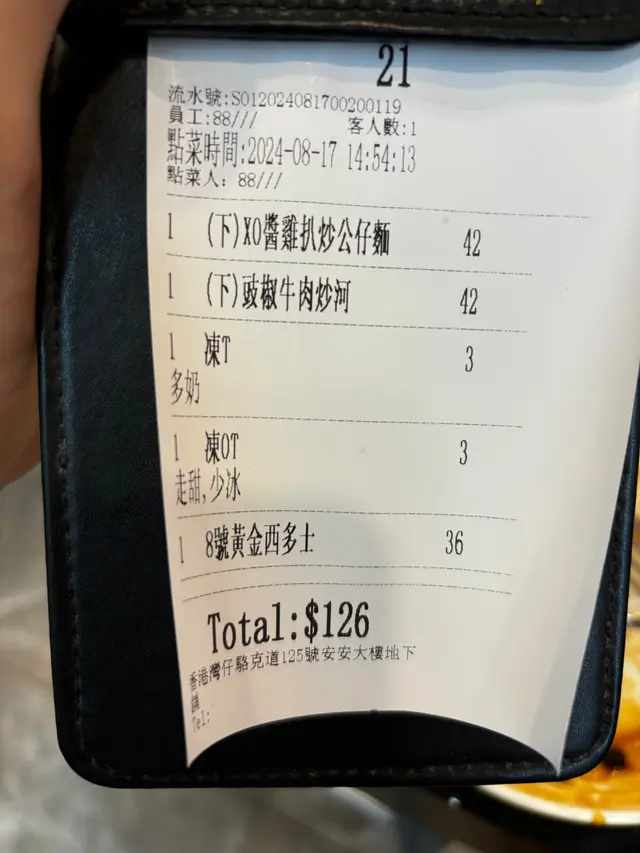 21
流水號:S012024081700200119
員工:88/// 客人數:1
點菜時間:2024-08-17 14:54:13
點菜人: 88///
1 (下)XO醬雞扒炒公仔麵 42
1 (下)豉椒牛肉炒河 42
1 凍T 3
多奶
1 凍OT 3
走甜,少冰
1 8號黃金西多士 36
Total:$126
香港灣仔駱克道125號安安大樓地下
舖
Tel: